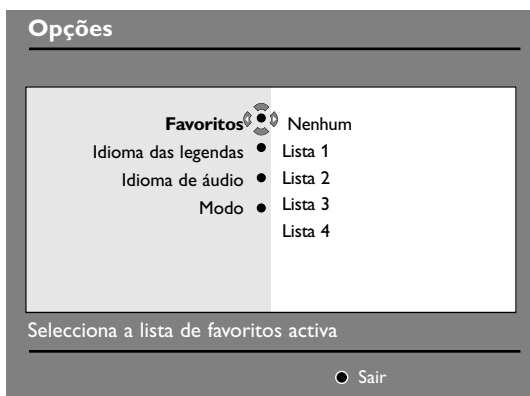 Opções
Favoritos
Nenhum
Idioma das legendas
Lista 1
Idioma de áudio
Lista 2
Modo
Lista 3
Lista 4
Selecciona a lista de favoritos activa
Sair